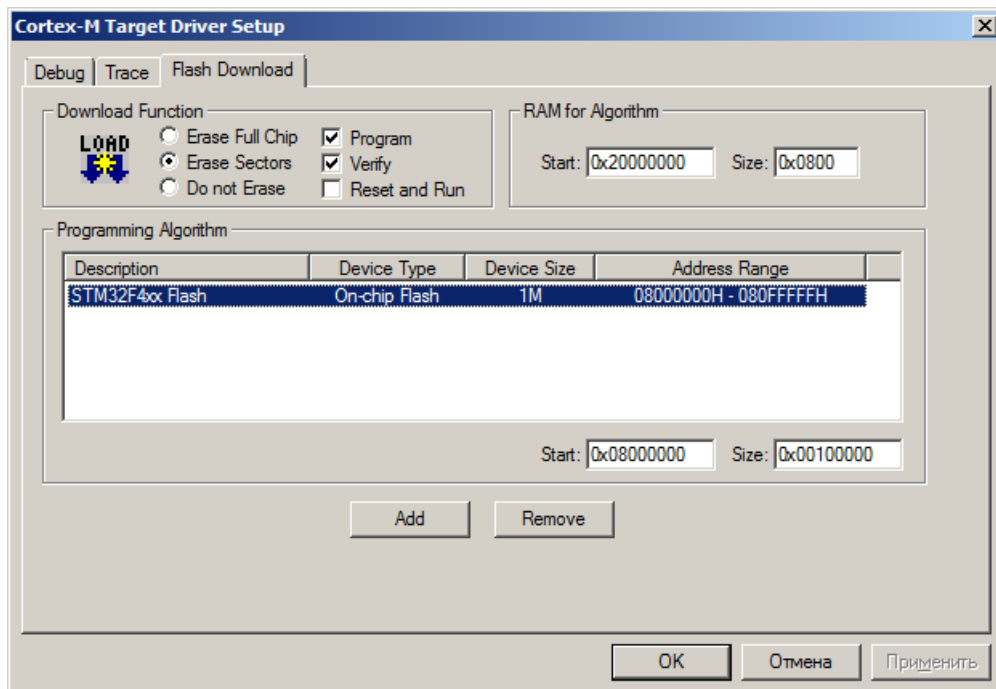 Cortex-M Target Driver Setup
Debug Trace Flash Download
Download Function
LOAD
Erase Full Chip
Erase Sectors
Do not Erase
Program
Verify
Reset and Run
RAM for Algorithm
Start: 0x20000000 Size: 0x0800
Programming Algorithm
Description Device Type Device Size Address Range
STM32F4xx Flash On-chip Flash 1M 08000000H - 080FFFFFH
Start: 0x08000000 Size: 0x00100000
Add Remove
OK Отмена Применить